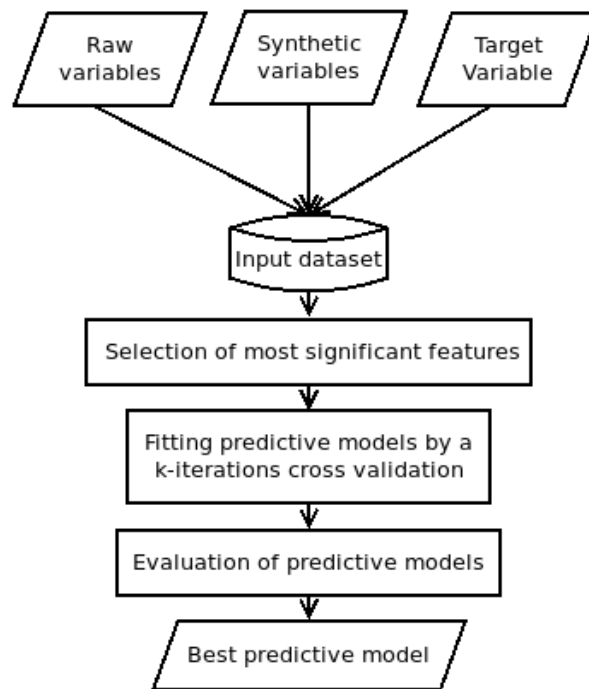 Raw
variables
Synthetic
variables
Target
Variable
Input dataset
Selection of most significant features
Fitting predictive models by a
k-iterations cross validation
Evaluation of predictive models
Best predictive model